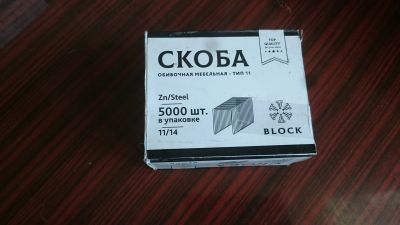 TOP
QUALITY
СКОБА
ОБИВОЧНАЯ МЕБЕЛЬНАЯ - ТИП 11
Zn/Steel
5000 шт.
в упаковке
11/14
BLOCK